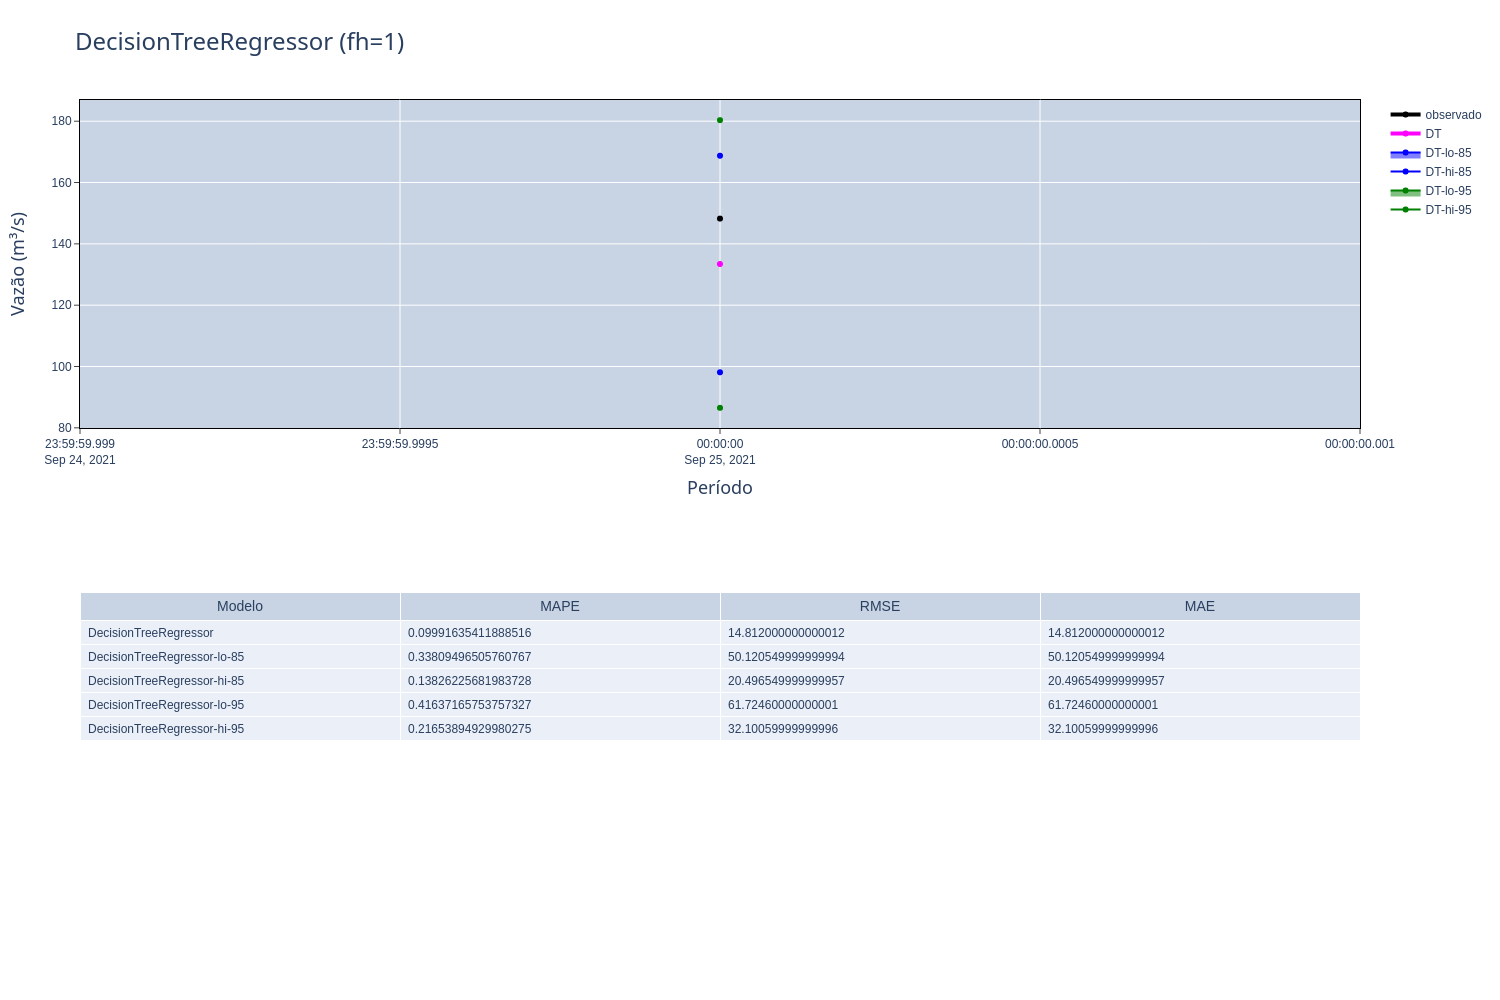 DecisionTreeRegressor (fh=1)
180
160
140
120
100
80
Vazão (m³/s)
23:59:59.999
Sep 24, 2021
23:59:59.9995
00:00:00
Sep 25, 2021
00:00:00.0005
00:00:00.001
Período
observado
DT
DT-lo-85
DT-hi-85
DT-lo-95
DT-hi-95
Modelo MAPE RMSE MAE
DecisionTreeRegressor 0.09991635411888516 14.812000000000012 14.812000000000012
DecisionTreeRegressor-lo-85 0.33809496505760767 50.120549999999994 50.120549999999994
DecisionTreeRegressor-hi-85 0.13826225681983728 20.496549999999957 20.496549999999957
DecisionTreeRegressor-lo-95 0.41637165753757327 61.72460000000001 61.72460000000001
DecisionTreeRegressor-hi-95 0.21653894929980275 32.10059999999996 32.10059999999996